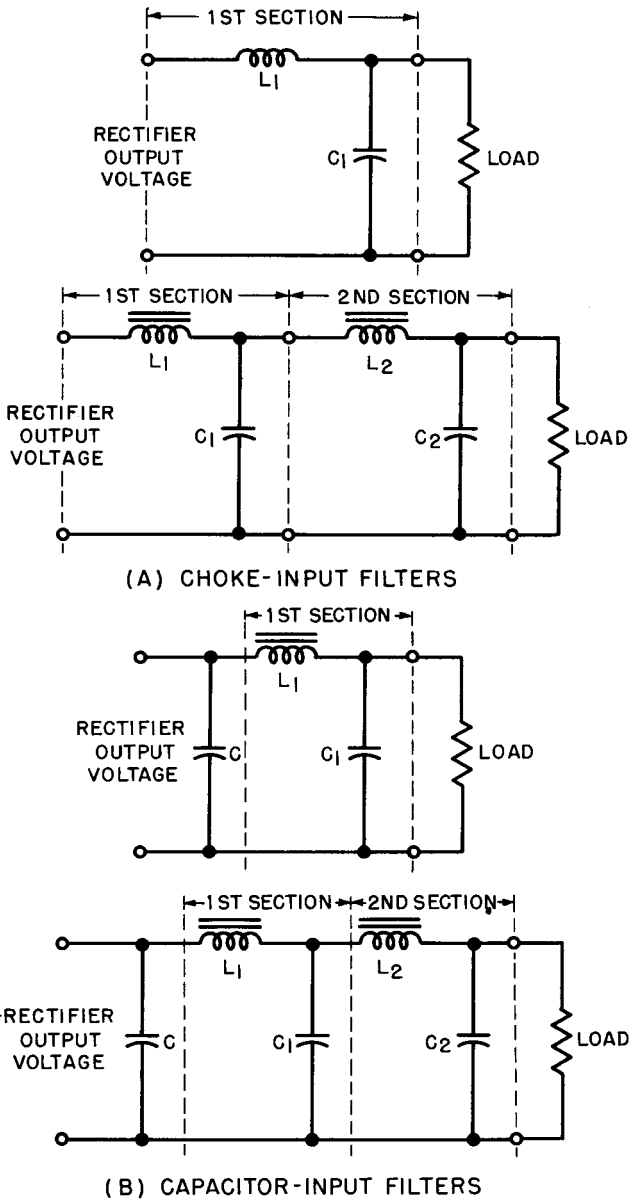 1ST SECTION
L1
RECTIFIER
OUTPUT
VOLTAGE
C1
LOAD
1ST SECTION
2ND SECTION
L1
L2
RECTIFIER
OUTPUT
VOLTAGE
C1
C2
LOAD
(A) CHOKE-INPUT FILTERS
1ST SECTION
L1
RECTIFIER
OUTPUT
VOLTAGE
C
C1
LOAD
1ST SECTION
2ND SECTION
L1
L2
RECTIFIER
OUTPUT
VOLTAGE
C
C1
C2
LOAD
(B) CAPACITOR-INPUT FILTERS